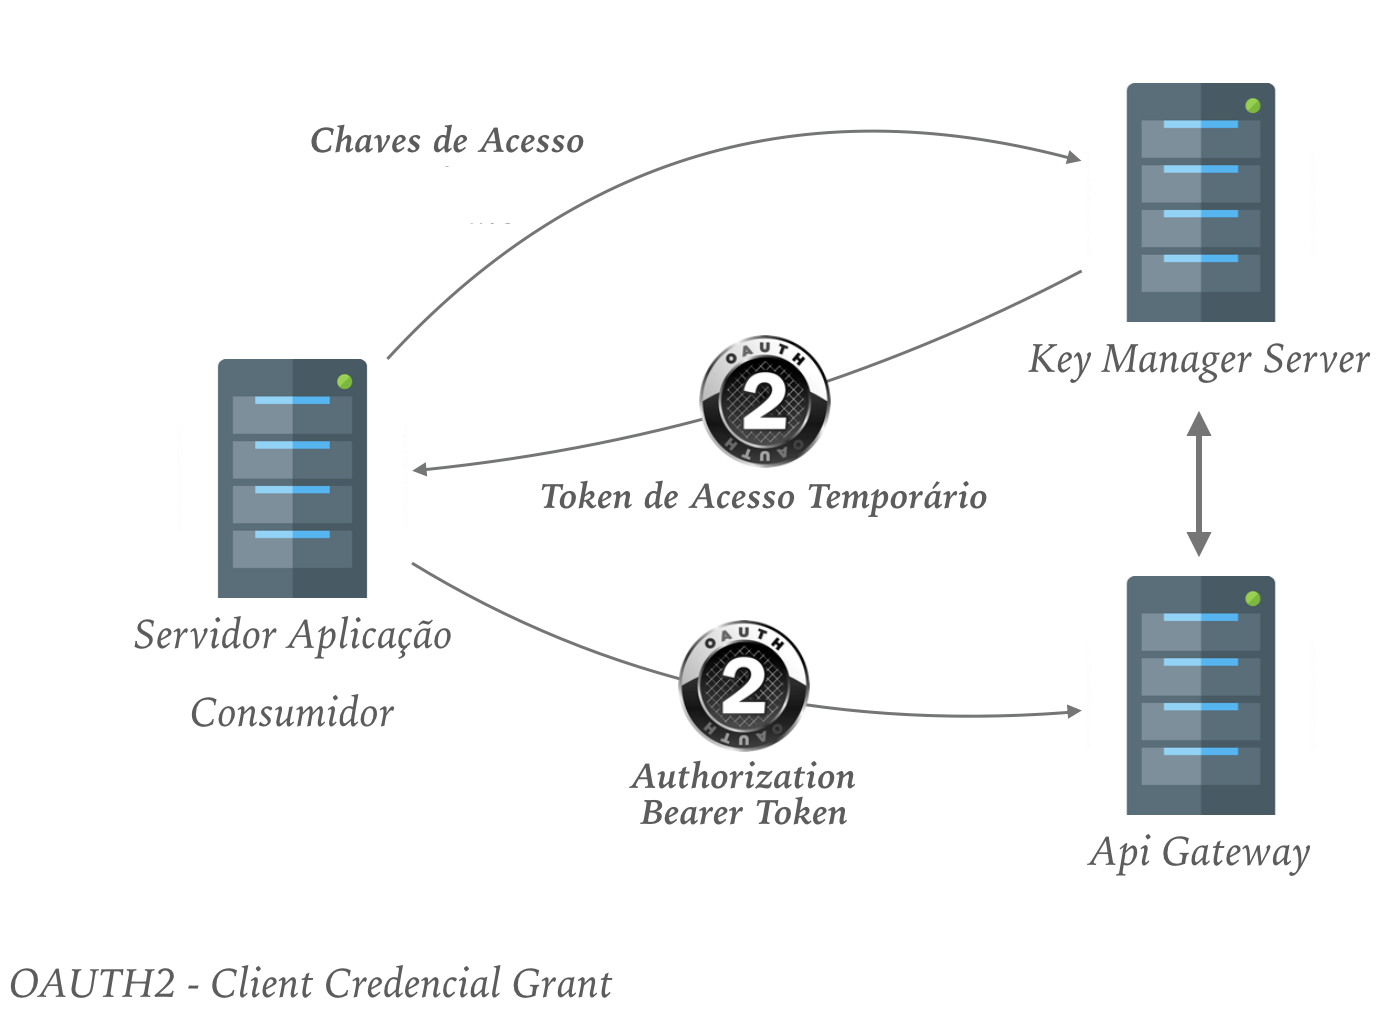 Chaves de Acesso
Key Manager Server
OAUTH
2
OAUTH
Token de Acesso Temporário
Servidor Aplicação
Consumidor
OAUTH
2
OAUTH
Authorization
Bearer Token
Api Gateway
OAUTH2 - Client Credencial Grant